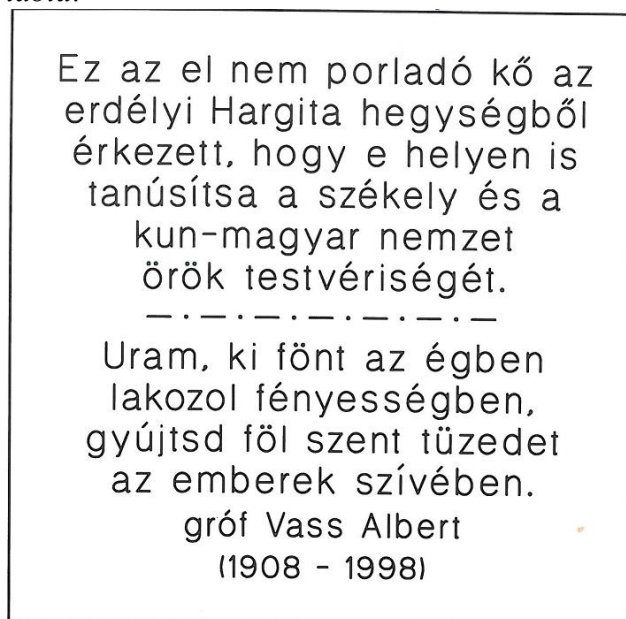 Ez az el nem porladó kő az
erdélyi Hargita hegységből
érkezett, hogy e helyen is
tanúsítsa a székely és a
kun-magyar nemzet
örök testvériségét.
— · — · — · — · — · — · — · —
Uram, ki fönt az égben
lakozol fényességben,
gyújtsd föl szent tüzedet
az emberek szívében.
gróf Vass Albert
(1908 - 1998)